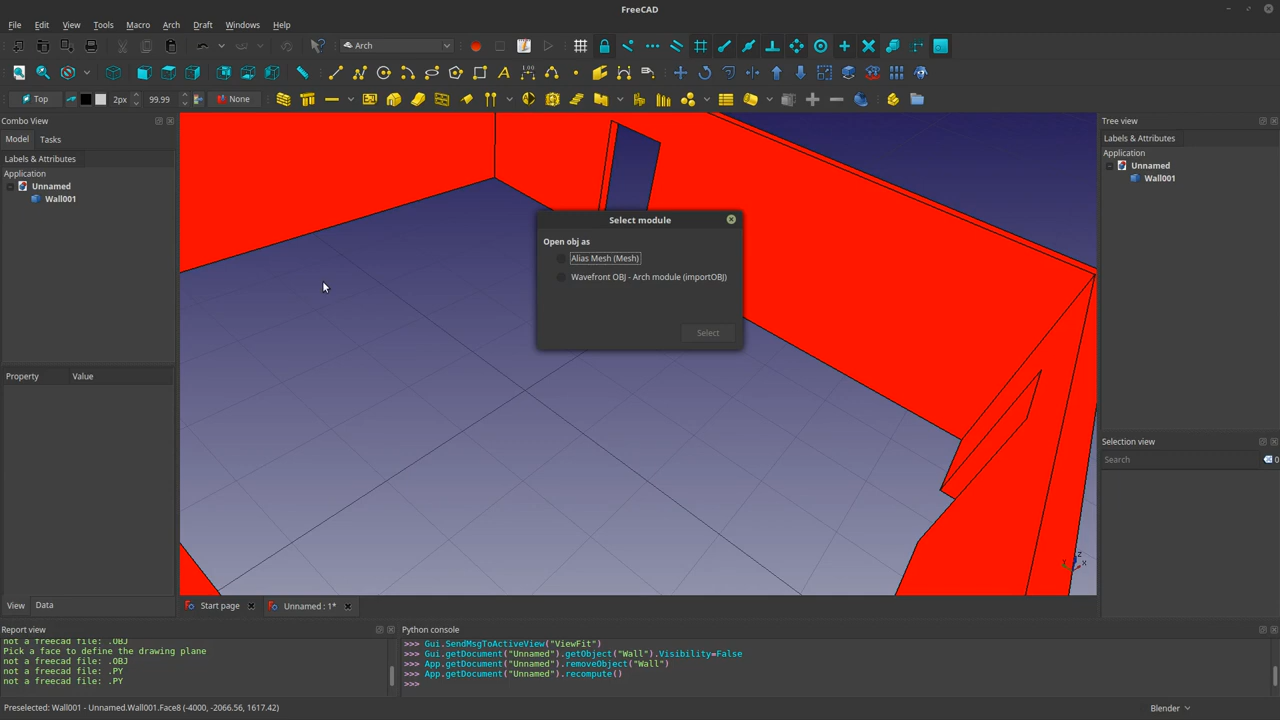 FreeCAD
File Edit View Tools Macro Arch Draft Windows Help
Arch
Top 2px 99.99 None
Combo View
Model Tasks
Labels & Attributes
Application
Unnamed
Wall001
Property Value
View Data
Select module
Open obj as
Alias Mesh (Mesh)
Wavefront OBJ - Arch module (importOBJ)
Select
z
x
Start page Unnamed : 1*
Tree view
Labels & Attributes
Application
Unnamed
Wall001
Selection view
Search 0
Report view
not a freecad file: .OBJ
Pick a face to define the drawing plane
not a freecad file: .OBJ
not a freecad file: .PY
not a freecad file: .PY
Python console
>>> Gui.SendMsgToActiveView("ViewFit")
>>> Gui.getDocument("Unnamed").getObject("Wall").Visibility=False
>>> App.getDocument("Unnamed").removeObject("Wall")
>>> App.getDocument("Unnamed").recompute()
>>>
Preselected: Wall001 - Unnamed.Wall001.Face8 (-4000, -2066.56, 1617.42) Blender